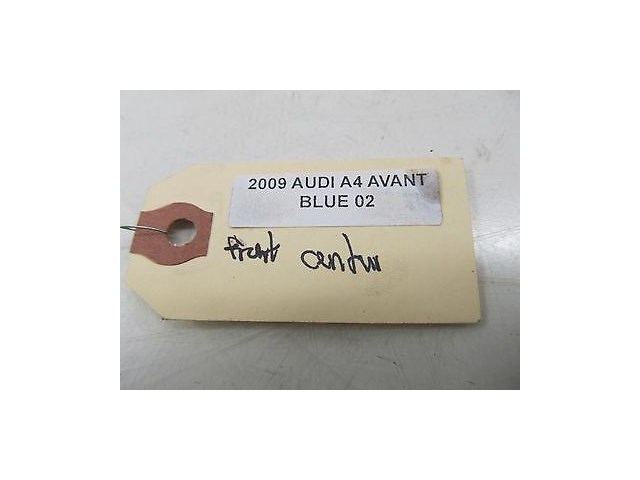 2009 AUDI A4 AVANT
BLUE 02
front center